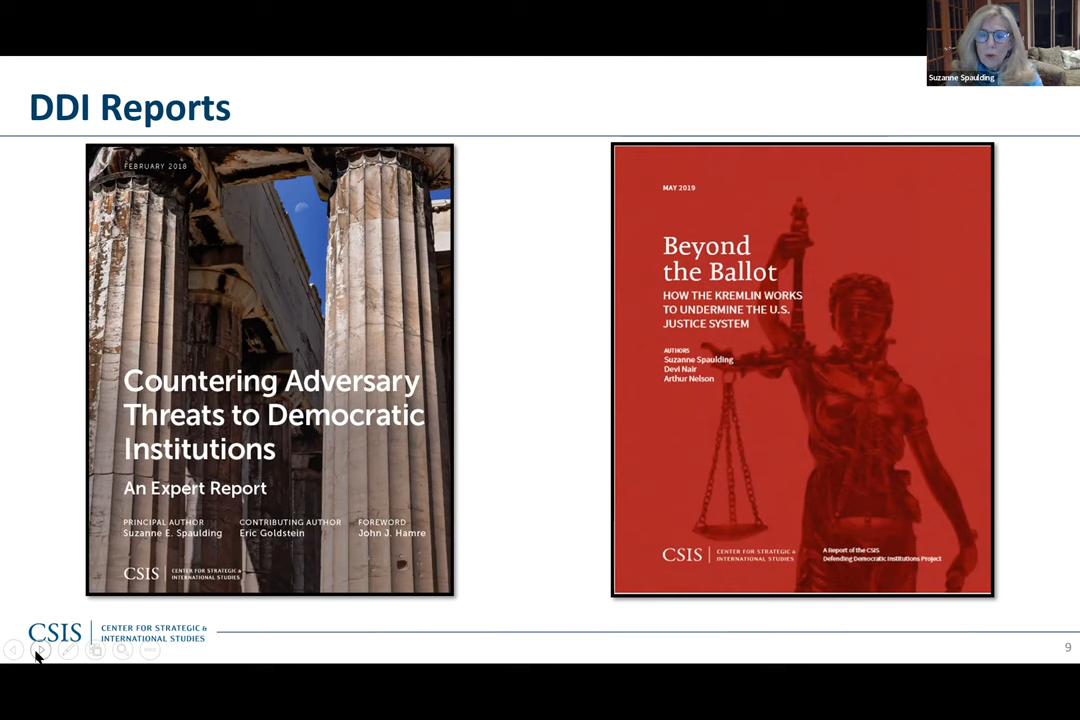 Suzanne Spaulding
DDI Reports
FEBRUARY 2018
Countering Adversary
Threats to Democratic
Institutions
An Expert Report
PRINCIPAL AUTHOR
Suzanne E. Spaulding
CONTRIBUTING AUTHOR
Eric Goldstein
FOREWORD
John J. Hamre
CSIS
CENTER FOR STRATEGIC &
INTERNATIONAL STUDIES
MAY 2019
Beyond
the Ballot
HOW THE KREMLIN WORKS
TO UNDERMINE THE U.S.
JUSTICE SYSTEM
AUTHORS
Suzanne Spaulding
Devi Nair
Arthur Nelson
CSIS
CENTER FOR STRATEGIC &
INTERNATIONAL STUDIES
A Report of the CSIS
Defending Democratic Institutions Project
CSIS
CENTER FOR STRATEGIC &
INTERNATIONAL STUDIES
9